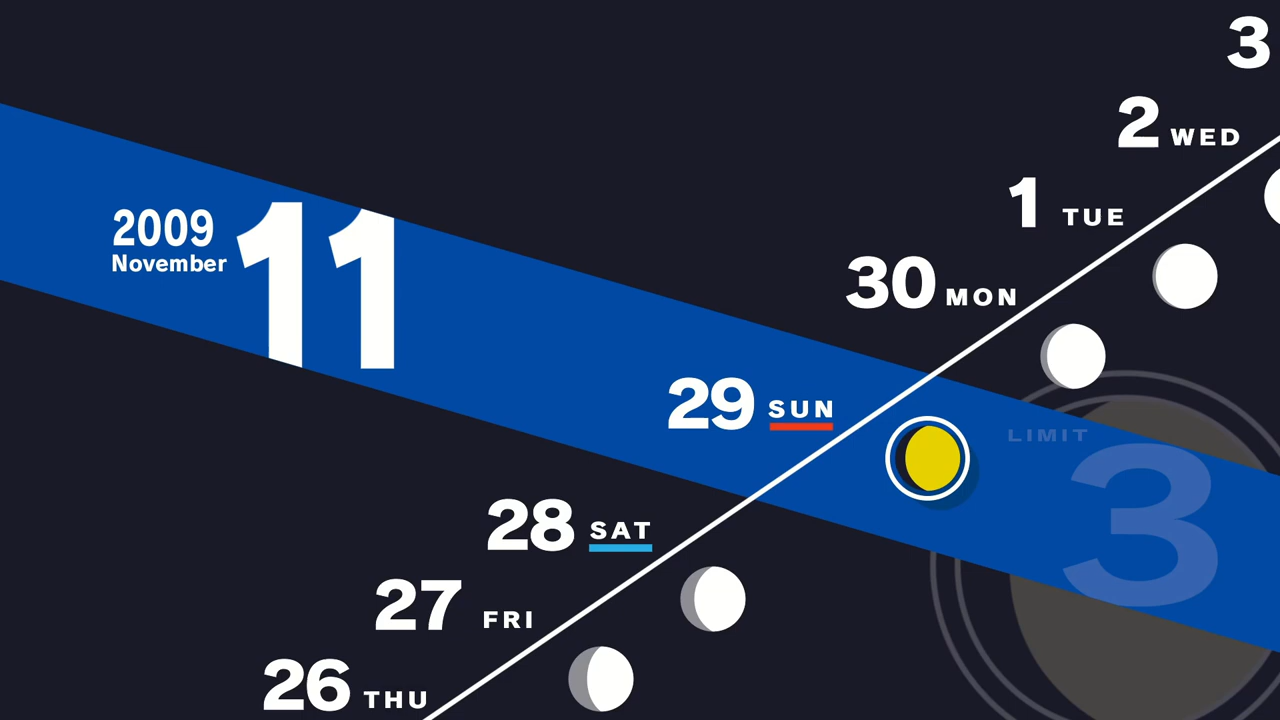 3
2 WED
1 TUE
2009
November
11
30 MON
29 SUN
LIMIT
3
28 SAT
27 FRI
26 THU